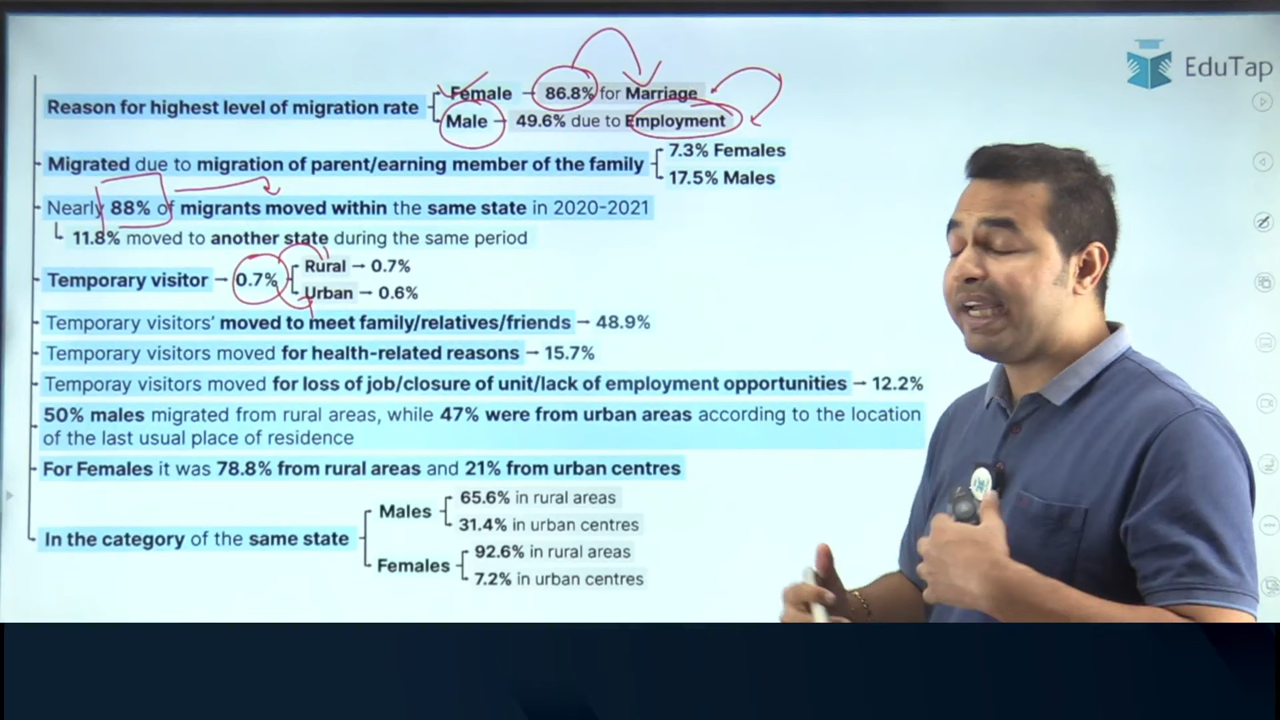 EduTap
Reason for highest level of migration rate
Female → 86.8% for Marriage
Male → 49.6% due to Employment
Migrated due to migration of parent/earning member of the family
7.3% Females
17.5% Males
Nearly 88% of migrants moved within the same state in 2020-2021
11.8% moved to another state during the same period
Temporary visitor → 0.7%
Rural → 0.7%
Urban → 0.6%
Temporary visitors' moved to meet family/relatives/friends → 48.9%
Temporary visitors moved for health-related reasons → 15.7%
Temporay visitors moved for loss of job/closure of unit/lack of employment opportunities → 12.2%
50% males migrated from rural areas, while 47% were from urban areas according to the location
of the last usual place of residence
For Females it was 78.8% from rural areas and 21% from urban centres
In the category of the same state
Males
65.6% in rural areas
31.4% in urban centres
Females
92.6% in rural areas
7.2% in urban centres